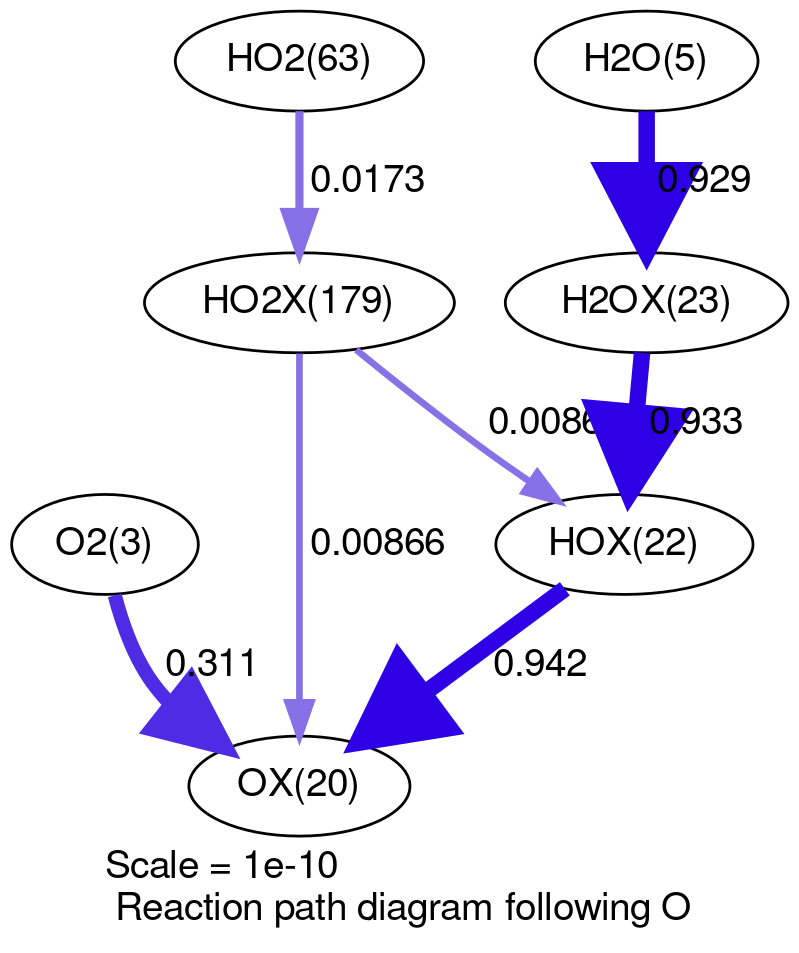 HO2(63)
H2O(5)
0.0173
0.929
HO2X(179)
H2OX(23)
0.933
O2(3)
0.00866
HOX(22)
0.311
0.942
OX(20)
Scale = 1e-10
Reaction path diagram following O